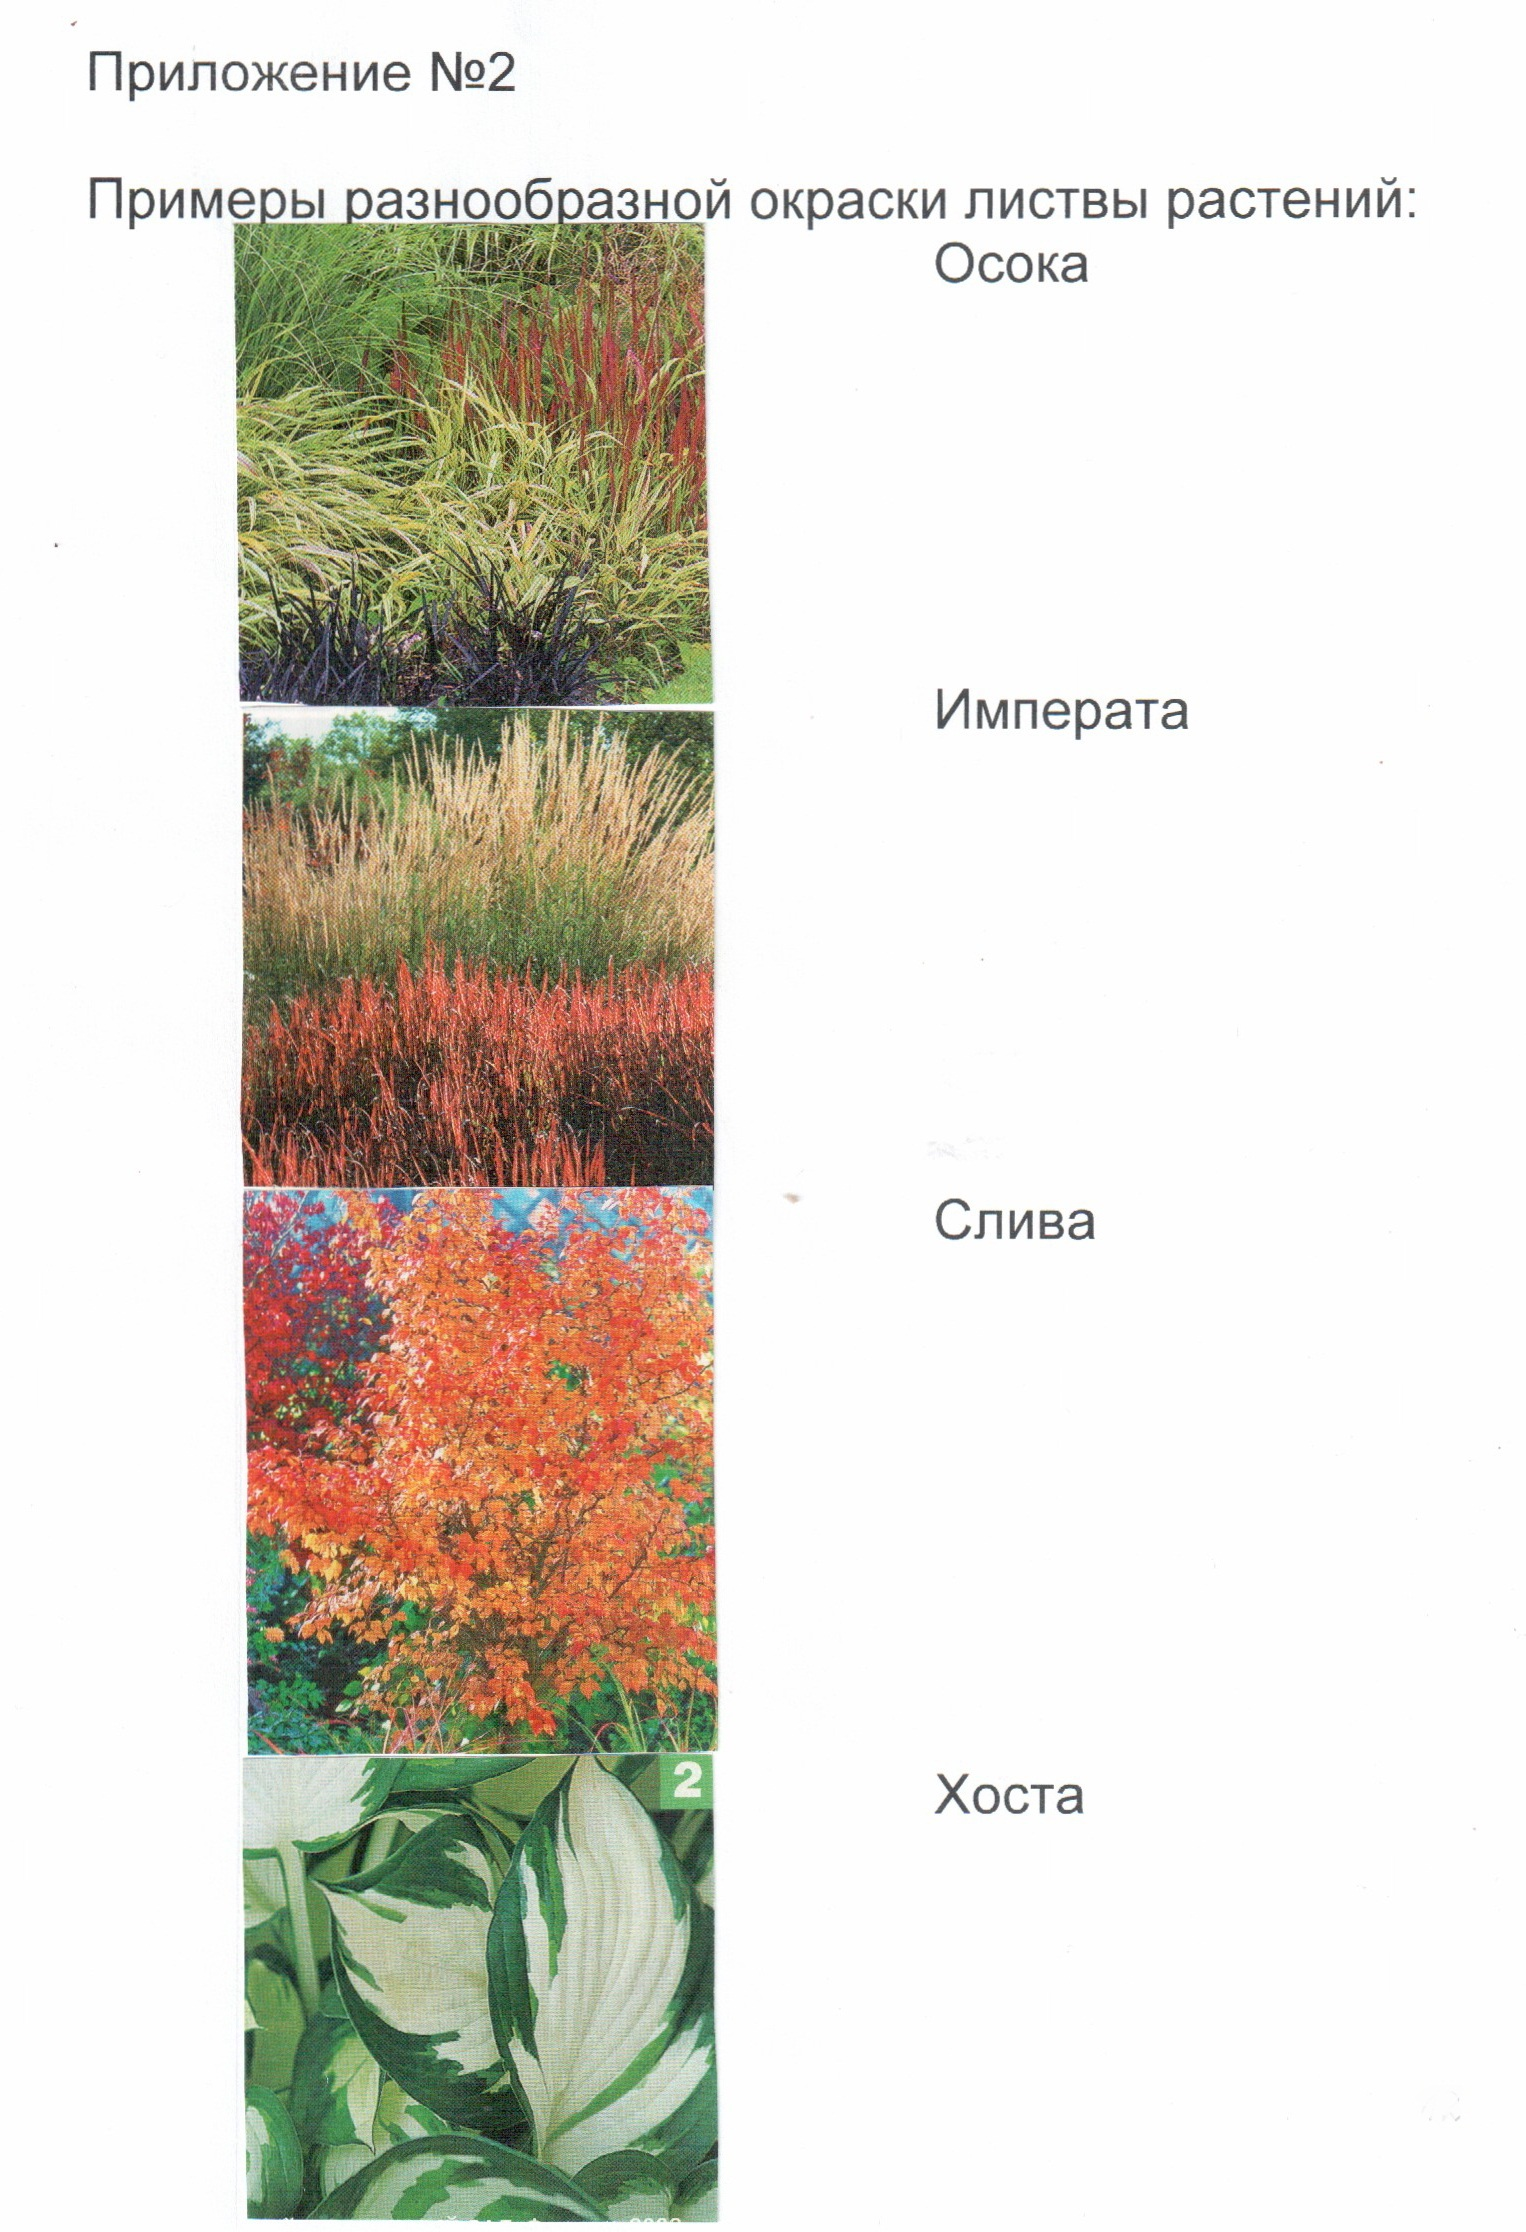 Приложение №2
Примеры разнообразной окраски листвы растений:
Осока
Императа
Слива
2
Хоста